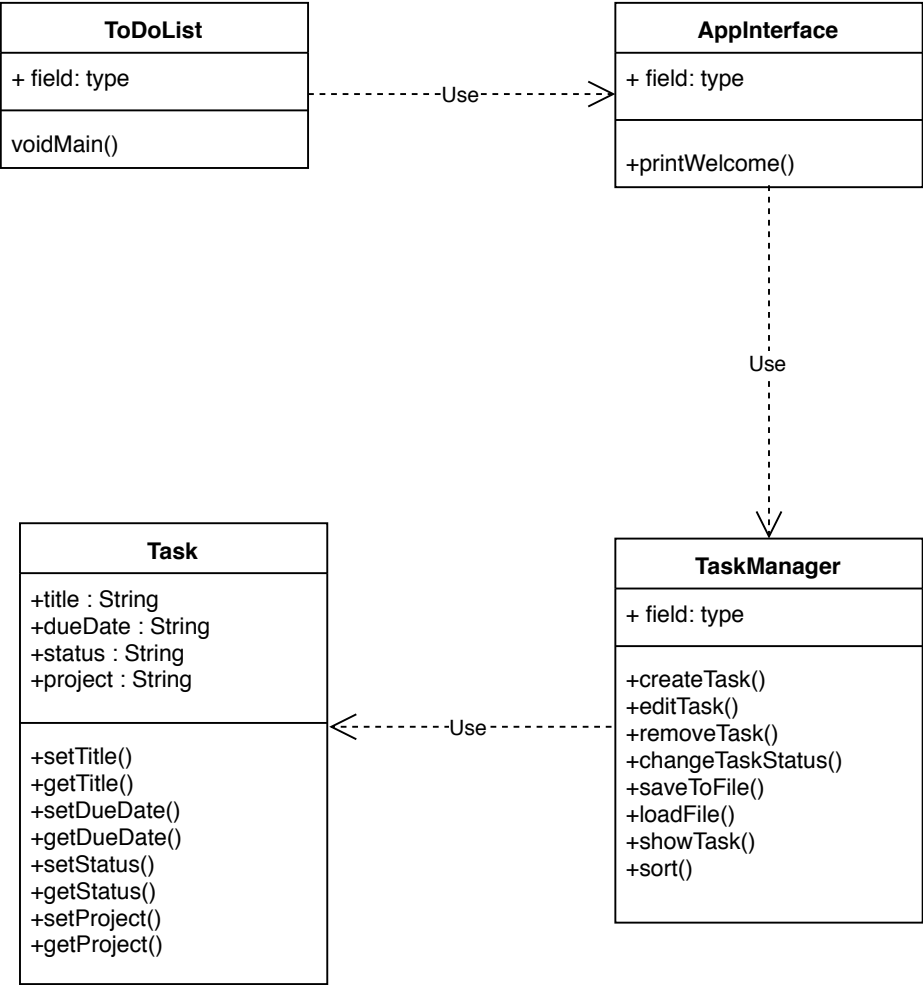 ToDoList
+ field: type
voidMain()
Use
AppInterface
+ field: type
+printWelcome()
Use
Task
+title : String
+dueDate : String
+status : String
+project : String
+setTitle()
+getTitle()
+setDueDate()
+getDueDate()
+setStatus()
+getStatus()
+setProject()
+getProject()
Use
TaskManager
+ field: type
+createTask()
+editTask()
+removeTask()
+changeTaskStatus()
+saveToFile()
+loadFile()
+showTask()
+sort()